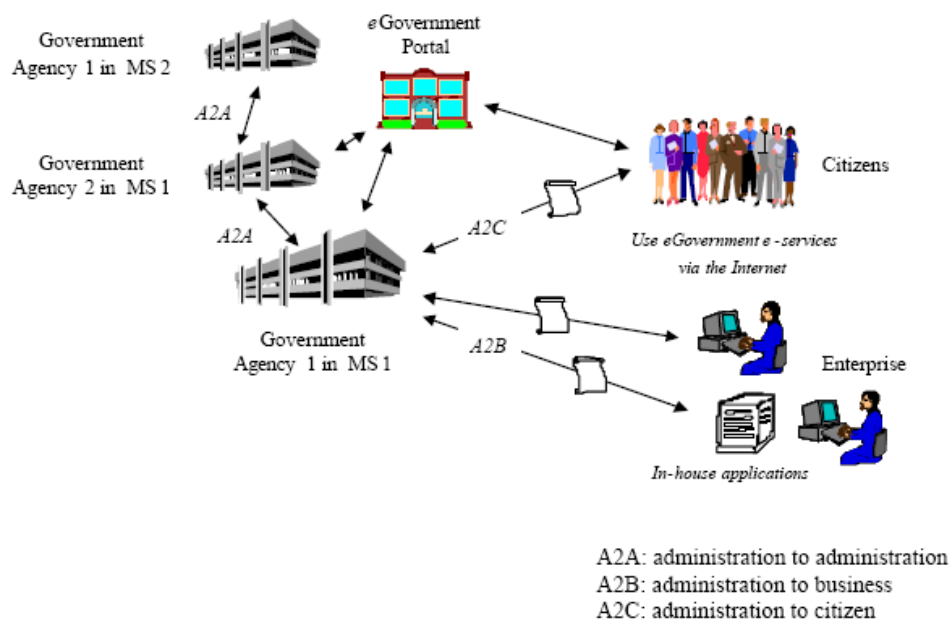 eGovernment
Portal
Government
Agency 1 in MS 2
A2A
Government
Agency 2 in MS 1
A2A
Citizens
A2C
Use eGovernment e-services
via the Internet
Government
Agency 1 in MS 1
A2B
Enterprise
In-house applications
A2A: administration to administration
A2B: administration to business
A2C: administration to citizen